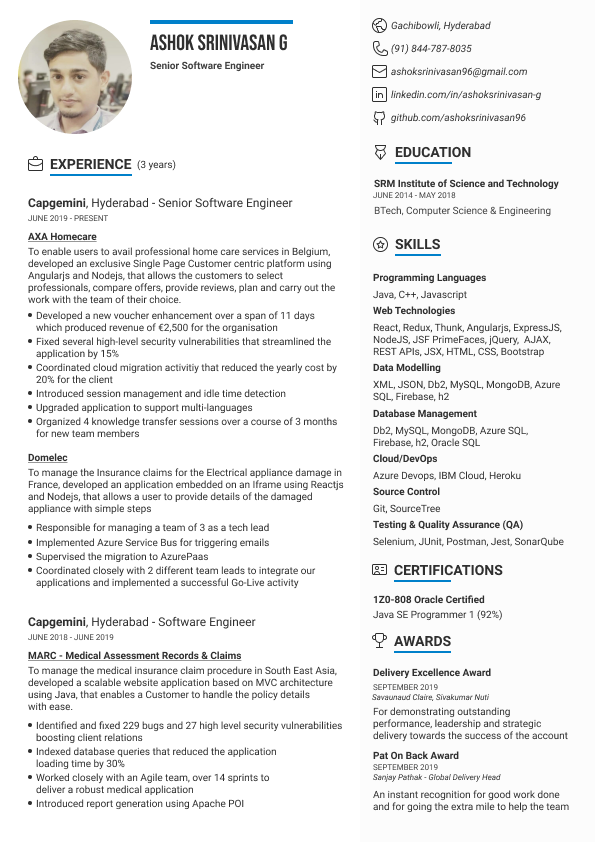 ASHOK SRINIVASAN G
Senior Software Engineer
EXPERIENCE (3 years)
Capgemini, Hyderabad - Senior Software Engineer
JUNE 2019 - PRESENT
AXA Homecare
To enable users to avail professional home care services in Belgium,
developed an exclusive Single Page Customer centric platform using
Angularjs and Nodejs, that allows the customers to select
professionals, compare offers, provide reviews, plan and carry out the
work with the team of their choice.
• Developed a new voucher enhancement over a span of 11 days
which produced revenue of €2,500 for the organisation
• Fixed several high-level security vulnerabilities that streamlined the
application by 15%
• Coordinated cloud migration activitiy that reduced the yearly cost by
20% for the client
• Introduced session management and idle time detection
• Upgraded application to support multi-languages
• Organized 4 knowledge transfer sessions over a course of 3 months
for new team members
Domelec
To manage the Insurance claims for the Electrical appliance damage in
France, developed an application embedded on an Iframe using Reactjs
and Nodejs, that allows a user to provide details of the damaged
appliance with simple steps
• Responsible for managing a team of 3 as a tech lead
• Implemented Azure Service Bus for triggering emails
• Supervised the migration to AzurePaas
• Coordinated closely with 2 different team leads to integrate our
applications and implemented a successful Go-Live activity
Capgemini, Hyderabad - Software Engineer
JUNE 2018 - JUNE 2019
MARC - Medical Assessment Records & Claims
To manage the medical insurance claim procedure in South East Asia,
developed a scalable website application based on MVC architecture
using Java, that enables a Customer to handle the policy details
with ease.
• Identified and fixed 229 bugs and 27 high level security vulnerabilities
boosting client relations
• Indexed database queries that reduced the application
loading time by 30%
• Worked closely with an Agile team, over 14 sprints to
deliver a robust medical application
• Introduced report generation using Apache POI
Gachibowli, Hyderabad
(91) 844-787-8035
ashoksrinivasan96@gmail.com
linkedin.com/in/ashoksrinivasan-g
github.com/ashoksrinivasan96
EDUCATION
SRM Institute of Science and Technology
JUNE 2014 - MAY 2018
BTech, Computer Science & Engineering
SKILLS
Programming Languages
Java, C++, Javascript
Web Technologies
React, Redux, Thunk, Angularjs, ExpressJS,
NodeJS, JSF PrimeFaces, jQuery, AJAX,
REST APIs, JSX, HTML, CSS, Bootstrap
Data Modelling
XML, JSON, Db2, MySQL, MongoDB, Azure
SQL, Firebase, h2
Database Management
Db2, MySQL, MongoDB, Azure SQL,
Firebase, h2, Oracle SQL
Cloud/DevOps
Azure Devops, IBM Cloud, Heroku
Source Control
Git, SourceTree
Testing & Quality Assurance (QA)
Selenium, JUnit, Postman, Jest, SonarQube
CERTIFICATIONS
1Z0-808 Oracle Certified
Java SE Programmer 1 (92%)
AWARDS
Delivery Excellence Award
SEPTEMBER 2019
Savaunaud Claire, Sivakumar Nuti
For demonstrating outstanding
performance, leadership and strategic
delivery towards the success of the account
Pat On Back Award
SEPTEMBER 2019
Sanjay Pathak - Global Delivery Head
An instant recognition for good work done
and for going the extra mile to help the team